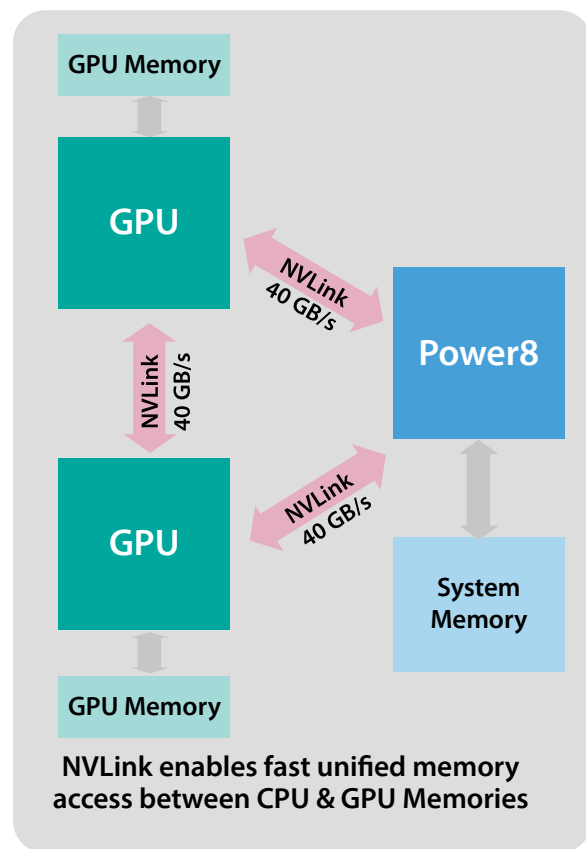 GPU Memory
GPU
NVLink
40 GB/s
Power8
NVLink
40 GB/s
GPU
NVLink
40 GB/s
System
Memory
GPU Memory
NVLink enables fast unified memory
access between CPU & GPU Memories